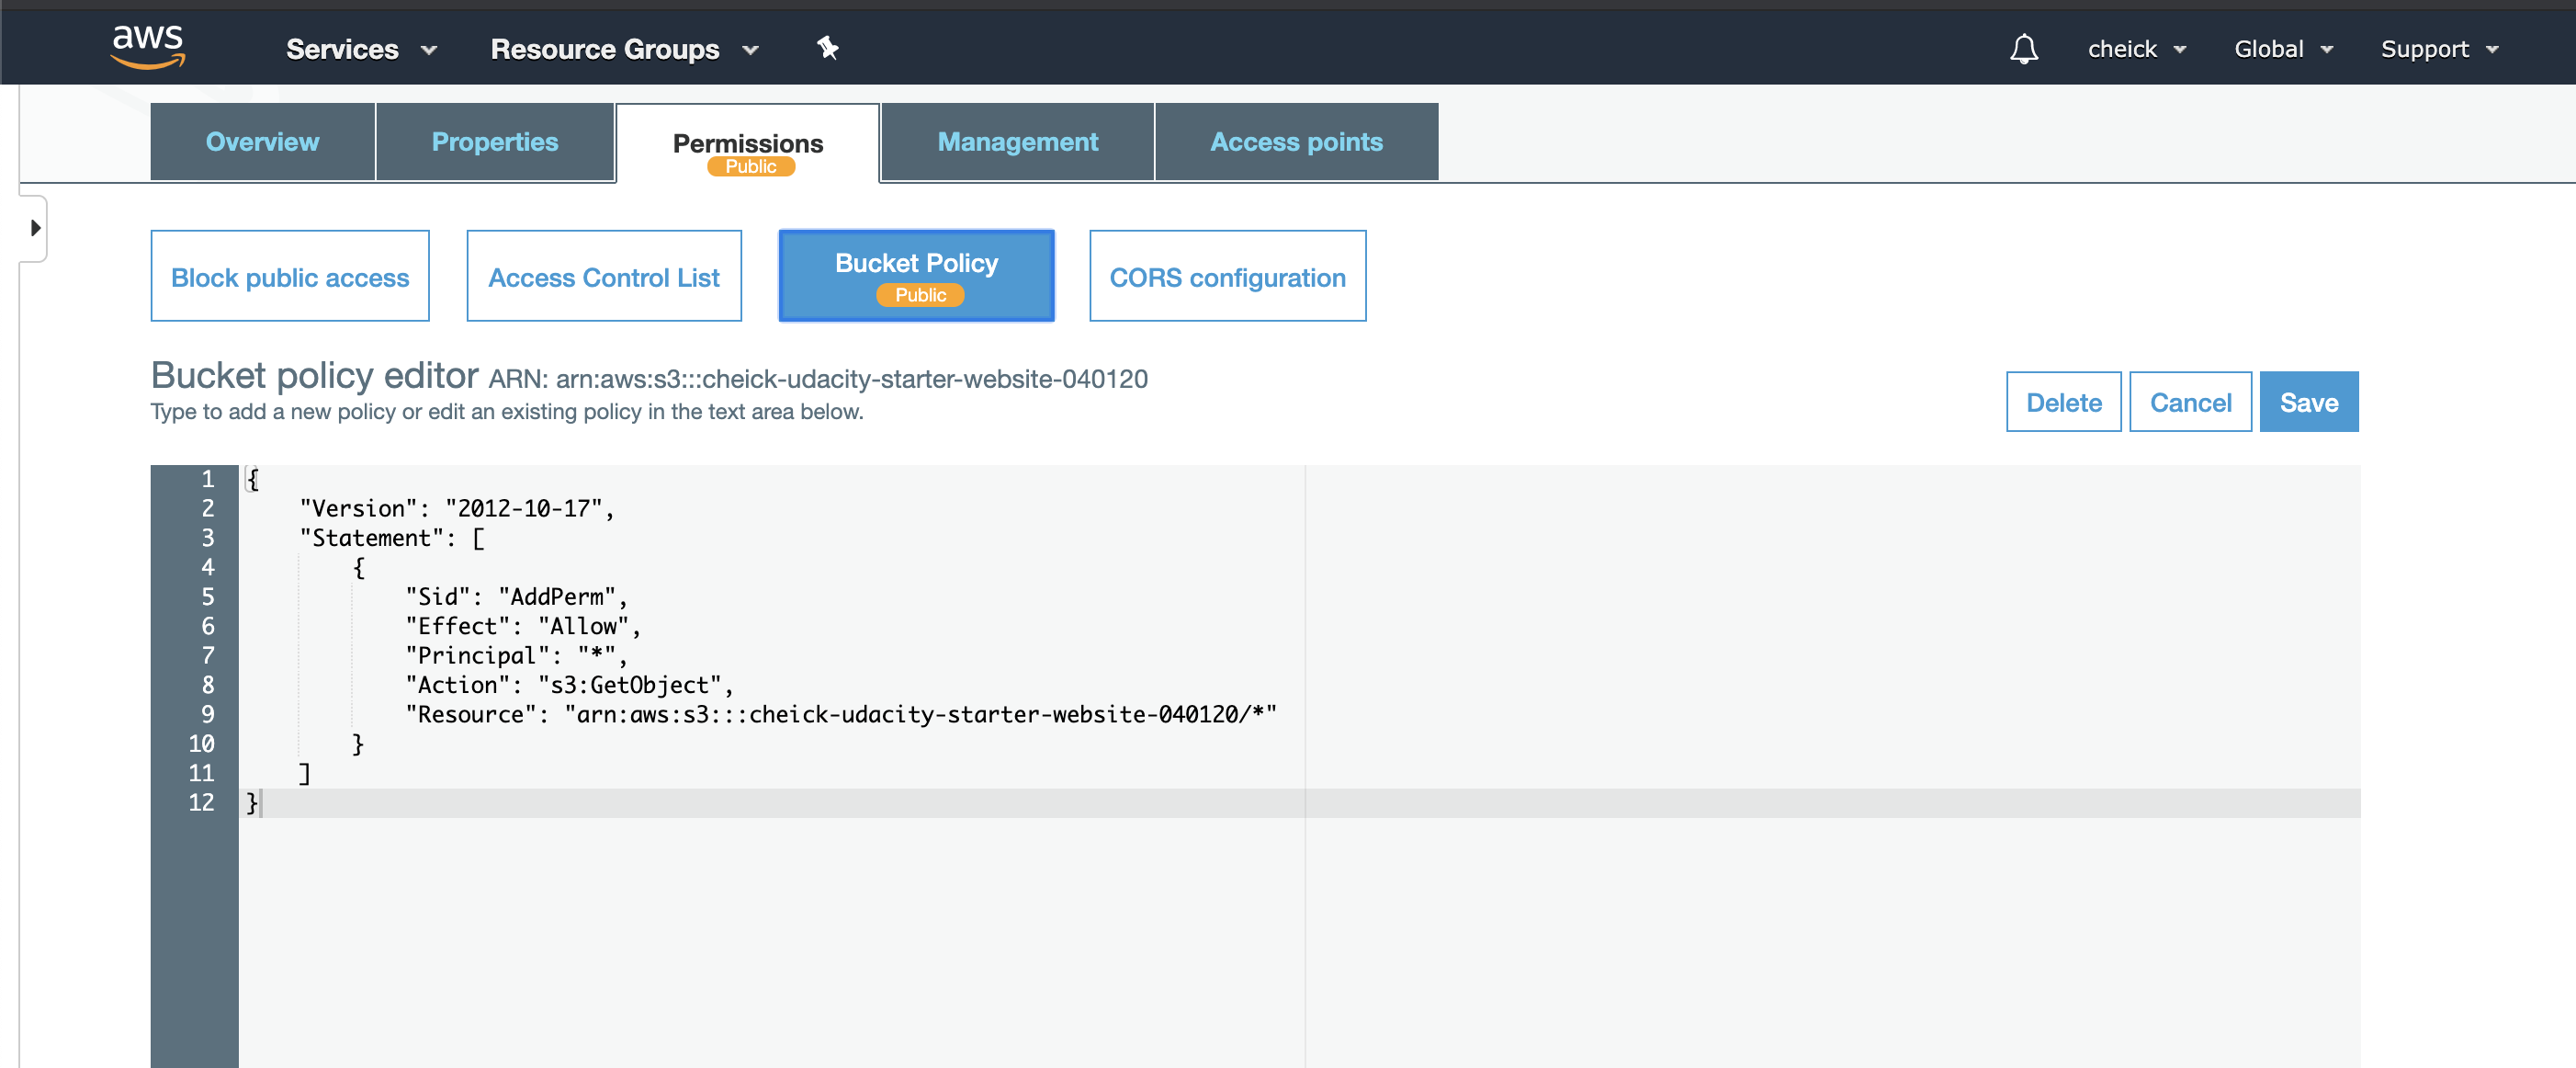 aws Services Resource Groups cheick Global Support
Overview Properties Permissions Management Access points
Public
Block public access Access Control List Bucket Policy CORS configuration
Public
Bucket policy editor ARN: arn:aws:s3:::cheick-udacity-starter-website-040120
Type to add a new policy or edit an existing policy in the text area below.
Delete Cancel Save
1 {
2 "Version": "2012-10-17",
3 "Statement": [
4 {
5 "Sid": "AddPerm",
6 "Effect": "Allow",
7 "Principal": "*",
8 "Action": "s3:GetObject",
9 "Resource": "arn:aws:s3:::cheick-udacity-starter-website-040120/*"
10 }
11 ]
12 }